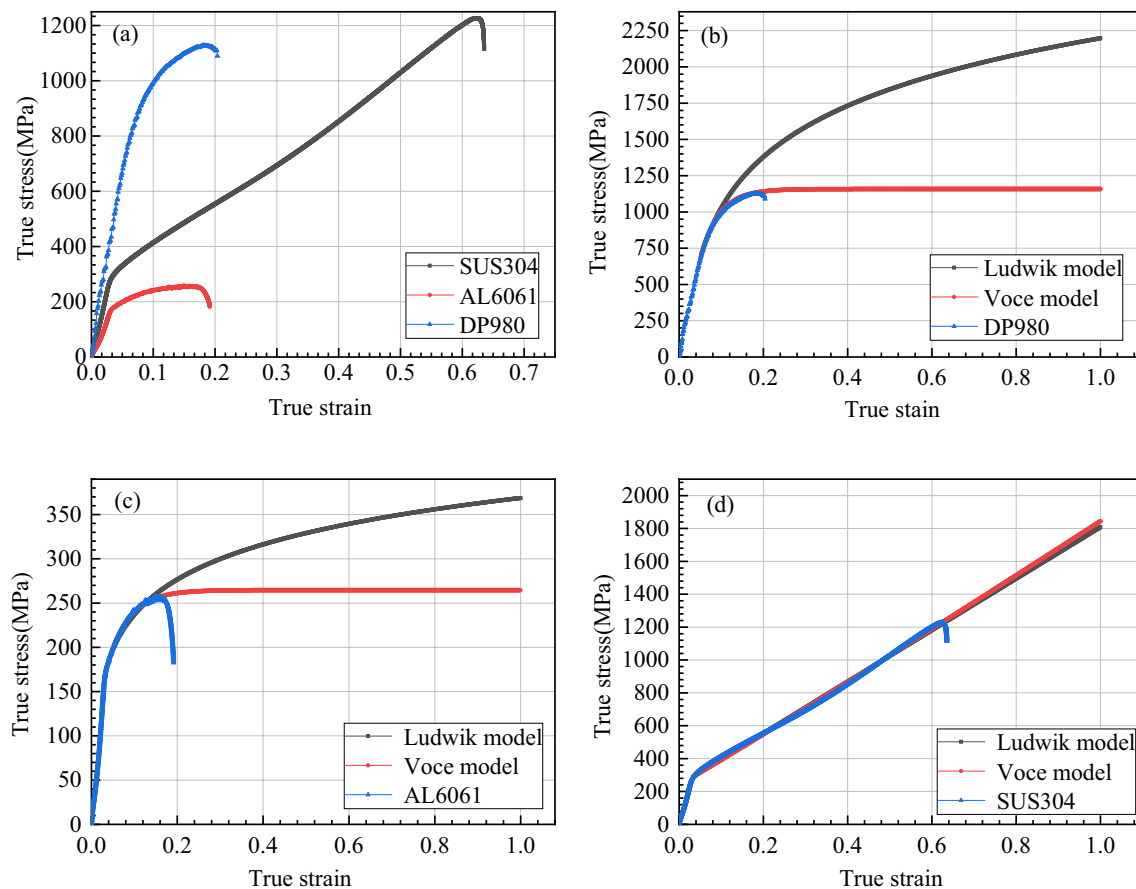 (a)
True stress(MPa)
1200
1000
800
600
400
200
0
SUS304
AL6061
DP980
0.0 0.1 0.2 0.3 0.4 0.5 0.6 0.7
True strain
(b)
True stress(MPa)
2250
2000
1750
1500
1250
1000
750
500
250
0
Ludwik model
Voce model
DP980
0.0 0.2 0.4 0.6 0.8 1.0
True stain
(c)
True stress(MPa)
350
300
250
200
150
100
50
0
Ludwik model
Voce model
AL6061
0.0 0.2 0.4 0.6 0.8 1.0
True strain
(d)
True stress(MPa)
2000
1800
1600
1400
1200
1000
800
600
400
200
0
Ludwik model
Voce model
SUS304
0.0 0.2 0.4 0.6 0.8 1.0
True strain